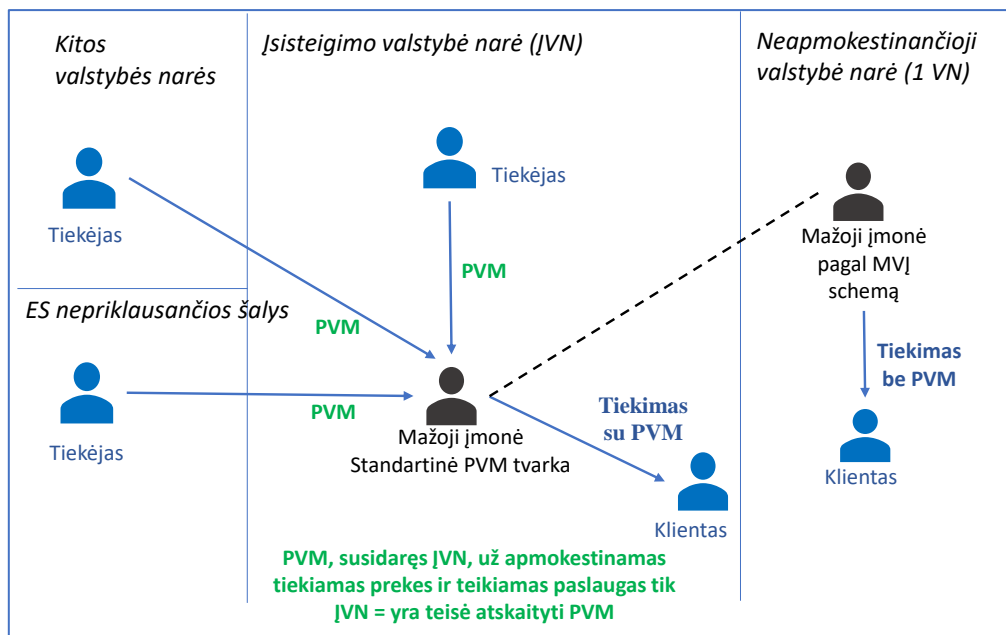 Kitos
valstybės narės
Įsisteigimo valstybė narė (ĮVN)
Neapmokestinančioji
valstybė narė (1 VN)
Tiekėjas
Tiekėjas
Mažoji įmonė
pagal MVĮ
schemą
PVM
ES nepriklausančios šalys
PVM
Tiekimas
be PVM
PVM
Tiekėjas
Mažoji įmonė
Standartinė PVM tvarka
Tiekimas
su PVM
Klientas
Klientas
PVM, susidaręs ĮVN, už apmokestinamas
tiekiamas prekes ir teikiamas paslaugas tik
ĮVN = yra teisė atskaityti PVM